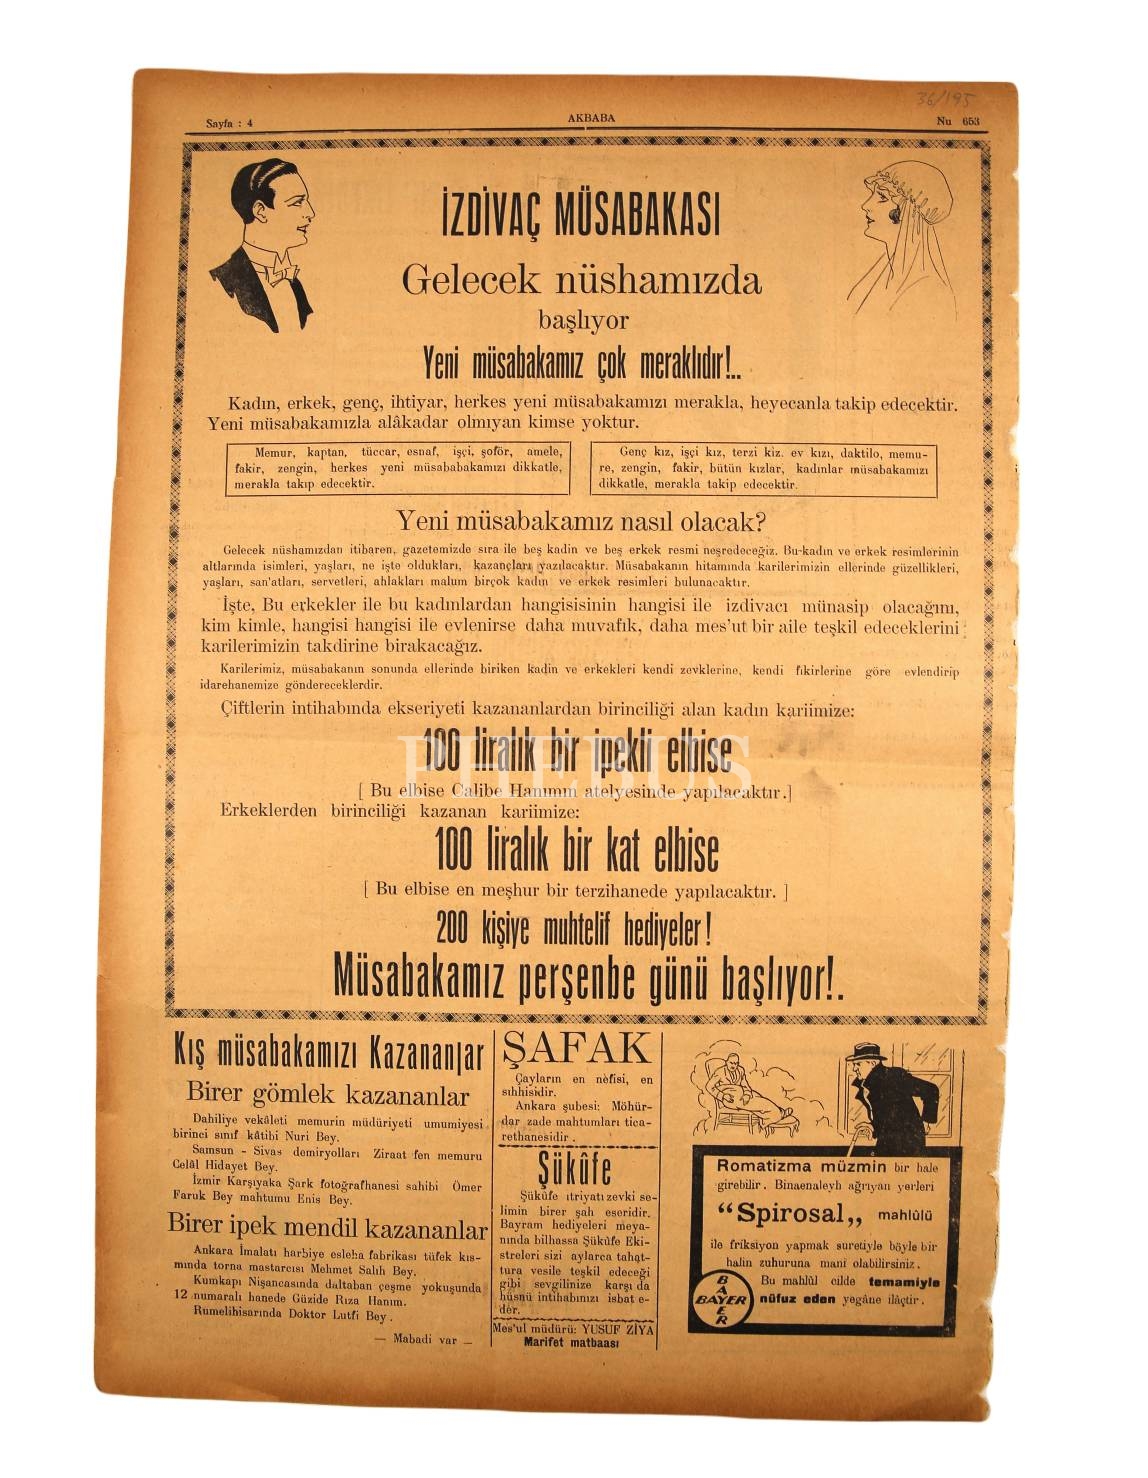 36/195
Sayfa : 4
AKBABA
Nu 653
İZDİVAÇ MÜSABAKASI
Gelecek nüshamızda
başlıyor
Yeni müsabakamız çok meraklıdır!..
Kadın, erkek, genç, ihtiyar, herkes yeni müsabakamızı merakla, heyecanla takip edecektir.
Yeni müsabakamızla alâkadar olmıyan kimse yoktur.
Memur, kaptan, tüccar, esnaf, işçi, şoför, amele,
fakir, zengin, herkes yeni müsababakamızı dikkatle,
merakla takıp edecektir.
Genç kız, işçi kız, terzi kiz. ev kızı, daktilo, memu-
re, zengin, fakir, bütün kızlar, kadınlar müsabakamızı
dikkatle, merakla takip edecektir.
Yeni müsabakamız nasıl olacak?
Gelecek nüshamızdan itibaren, gazetemizde sıra ile beş kadin ve beş erkek resmi neşredeceğiz. Bu kadın ve erkek resimlerinin
altlarında isimleri, yaşları, ne işte oldukları, kazançları yazılacaktır. Müsabakanın hitamında karilerimizin ellerinde güzellikleri,
yaşları, san'atları, servetleri, ahlakları malum birçok kadın ve erkek resimleri bulunacaktır.
İşte, Bu erkekler ile bu kadınlardan hangisisinin hangisi ile izdivacı münasip olacağını,
kim kimle, hangisi hangisi ile evlenirse daha muvafık, daha mes'ut bir aile teşkil edeceklerini
karilerimizin takdirine birakacağız.
Karilerimiz, müsabakanın sonunda ellerinde biriken kadin ve erkekleri kendi zevklerine, kendi fikirlerine göre evlendirip
idarehanemize göndereceklerdir.
Çiftlerin intihabında ekseriyeti kazananlardan birinciliği alan kadın kariimize:
100 liralık bir ipekli elbise
[ Bu elbise Calibe Hanımın atelyesinde yapılacaktır.]
PHEBUS
Erkeklerden birinciliği kazanan kariimize:
100 liralık bir kat elbise
[ Bu elbise en meşhur bir terzihanede yapılacaktır. ]
200 kişiye muhtelif hediyeler!
Müsabakamız perşenbe günü başlıyor!.
Kış müsabakamızı Kazananlar
Birer gömlek kazananlar
Dahiliye vekâleti memurin müdüriyeti umumiyesi
birinci sınıf kâtibi Nuri Bey.
Samsun - Sivas demiryolları Ziraat fen memuru
Celâl Hidayet Bey.
İzmir Karşiyaka Şark fotoğrafhanesi sahibi Ömer
Faruk Bey mahtumu Enis Bey.
Birer ipek mendil kazananlar
Ankara İmalatı harbiye esleha fabrikası tüfek kıs-
mında torna mastarcısı Mehmet Salıh Bey.
Kumkapı Nişancasında daltaban çeşme yokuşunda
12 numaralı hanede Güzide Rıza Hanım.
Rumelihisarında Doktor Lutfi Bey.
— Mabadi var —
ŞAFAK
Çayların en nèfisi, en
sıhhisidir.
Ankara şubesi: Möhür-
dar zade mahtumları tica-
rethanesidir .
Şükûfe
Şükûfe ıtriyatı zevki se-
limin birer şah eseridir.
Bayram hediyeleri meya-
nında bilhassa Şükûfe Eki-
streleri sizi aylarca tahat-
tura vesile teşkil edeceği
gibi sevgilinize karşı da
hüsnü intihabınızı isbat e-
der.
Mes'ul müdürü: YUSUF ZİYA
Marifet matbaası
Romatizma müzmin bır hale
girebilir. Binaenaleyh ağrıyan yerleri
“Spirosal„ mahlûlü
ile friksiyon yapmak suretiyle böyle bir
halin zuhuruna mani olabilirsiniz.
Bu mahlûl cilde temamiyle
nüfuz eden yegâne ilâçtir.
BAYER
BAYER